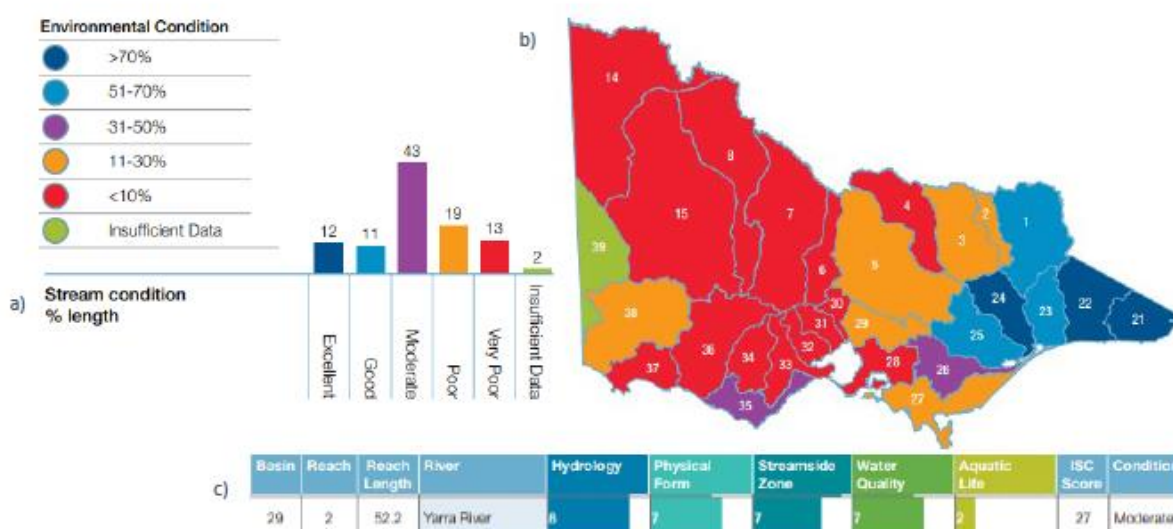 Environmental Condition
>70%
51-70%
31-50%
11-30%
<10%
Insufficient Data
a)
Stream condition
% length
12
11
43
19
13
2
Excellent
Good
Moderate
Poor
Very Poor
Insufficient Data
b)
14
8
15
7
4
2
1
3
39
6
5
24
23
22
21
38
30
25
29
31
36
34
32
33
28
26
37
35
27
c)
Basin Reach Reach Length River Hydrology Physical Form Streamside Zone Water Quality Aquatic Life ISC Score Condition
29 2 52.2 Yarra River 8 7 7 7 2 27 Moderate